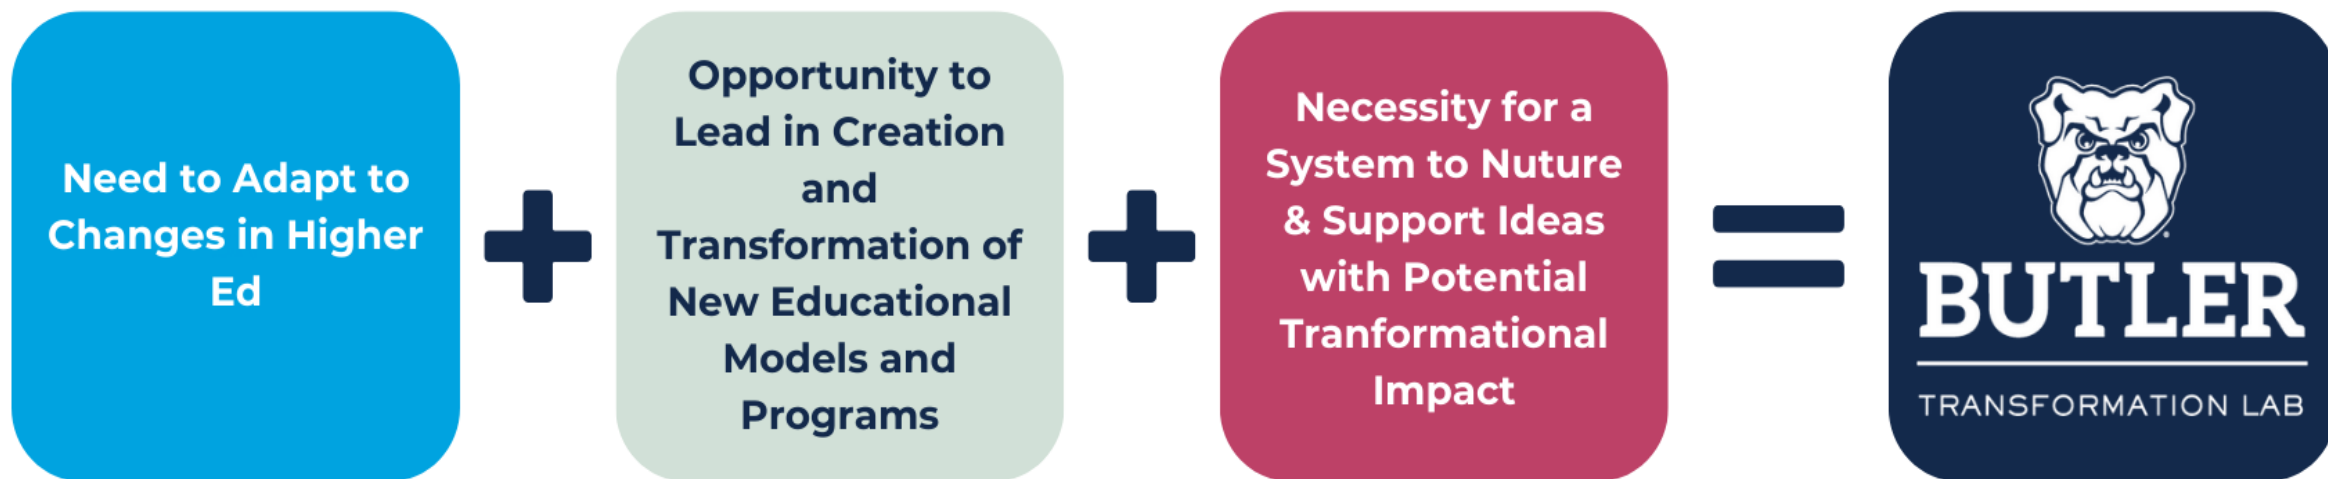 Need to Adapt to
Changes in Higher
Ed
Opportunity to
Lead in Creation
and
Transformation of
New Educational
Models and
Programs
Necessity for a
System to Nuture
& Support Ideas
with Potential
Tranformational
Impact
BUTLER
TRANSFORMATION LAB